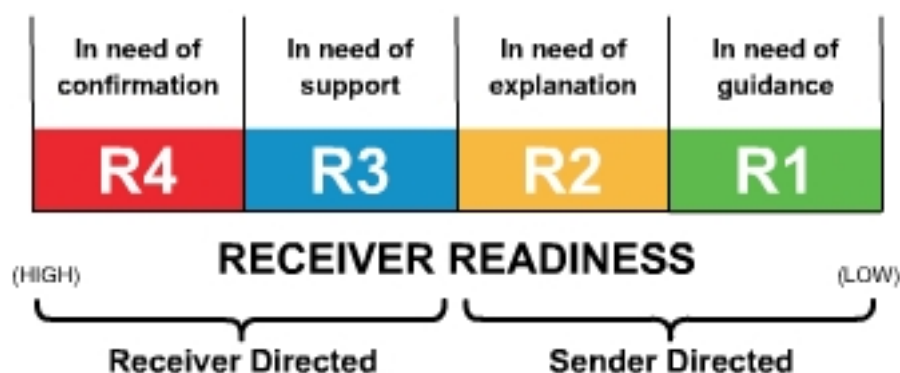 In need of
confirmation
In need of
support
In need of
explanation
In need of
guidance
R4
R3
R2
R1
RECEIVER READINESS
(HIGH)
(LOW)
Receiver Directed
Sender Directed